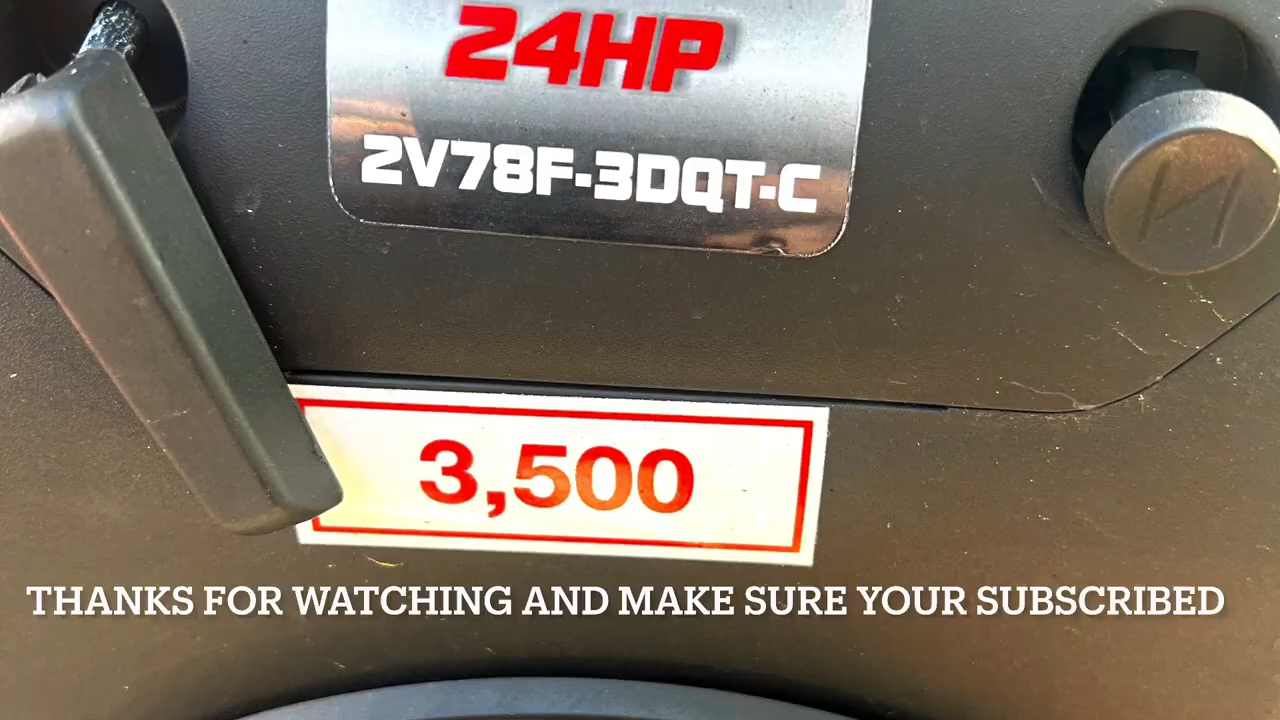 24HP
2V78F-3DQT-C
3,500
THANKS FOR WATCHING AND MAKE SURE YOUR SUBSCRIBED